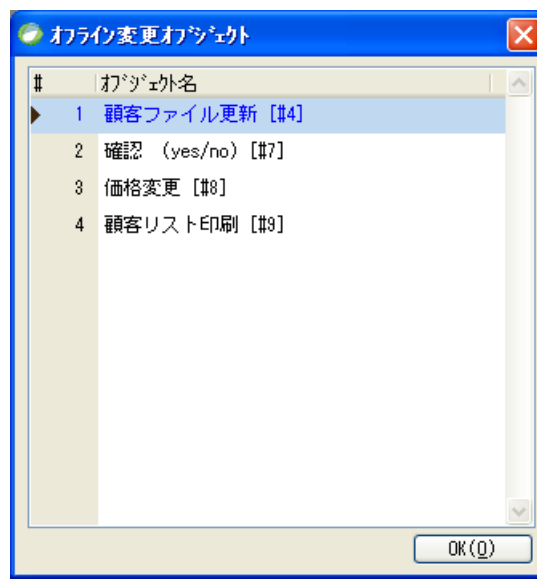 オフライン変更オブジェクト
# オブジェクト名
1 顧客ファイル更新 [#4]
2 確認 (yes/no) [#7]
3 価格変更 [#8]
4 顧客リスト印刷 [#9]
OK(O)